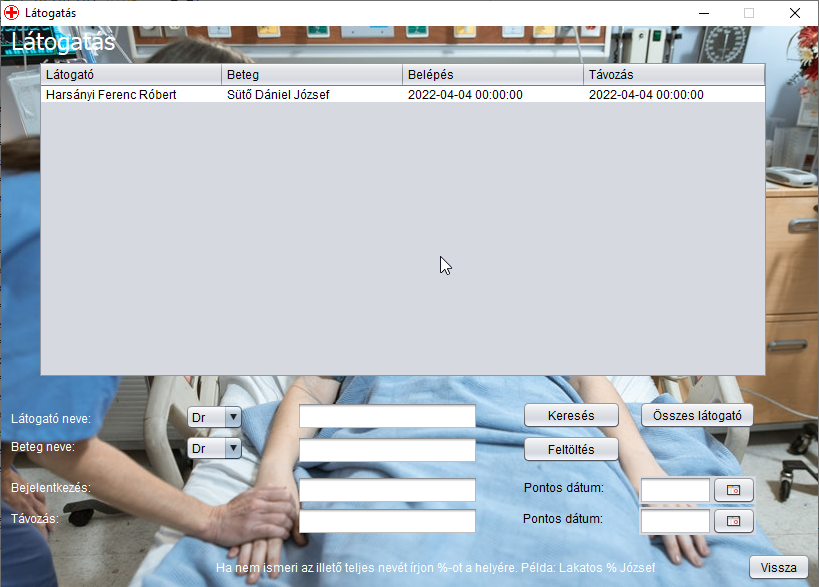 Látogatás
Látogatás
Látogató Beteg Belépés Távozás
Harsányi Ferenc Róbert Sütő Dániel József 2022-04-04 00:00:00 2022-04-04 00:00:00
Látogató neve: Dr Keresés Összes látogató
Beteg neve: Dr Feltöltés
Bejelentkezés: Pontos dátum:
Távozás: Pontos dátum:
Ha nem ismeri az illető teljes nevét írjon %-ot a helyére. Példa: Lakatos % József
Vissza